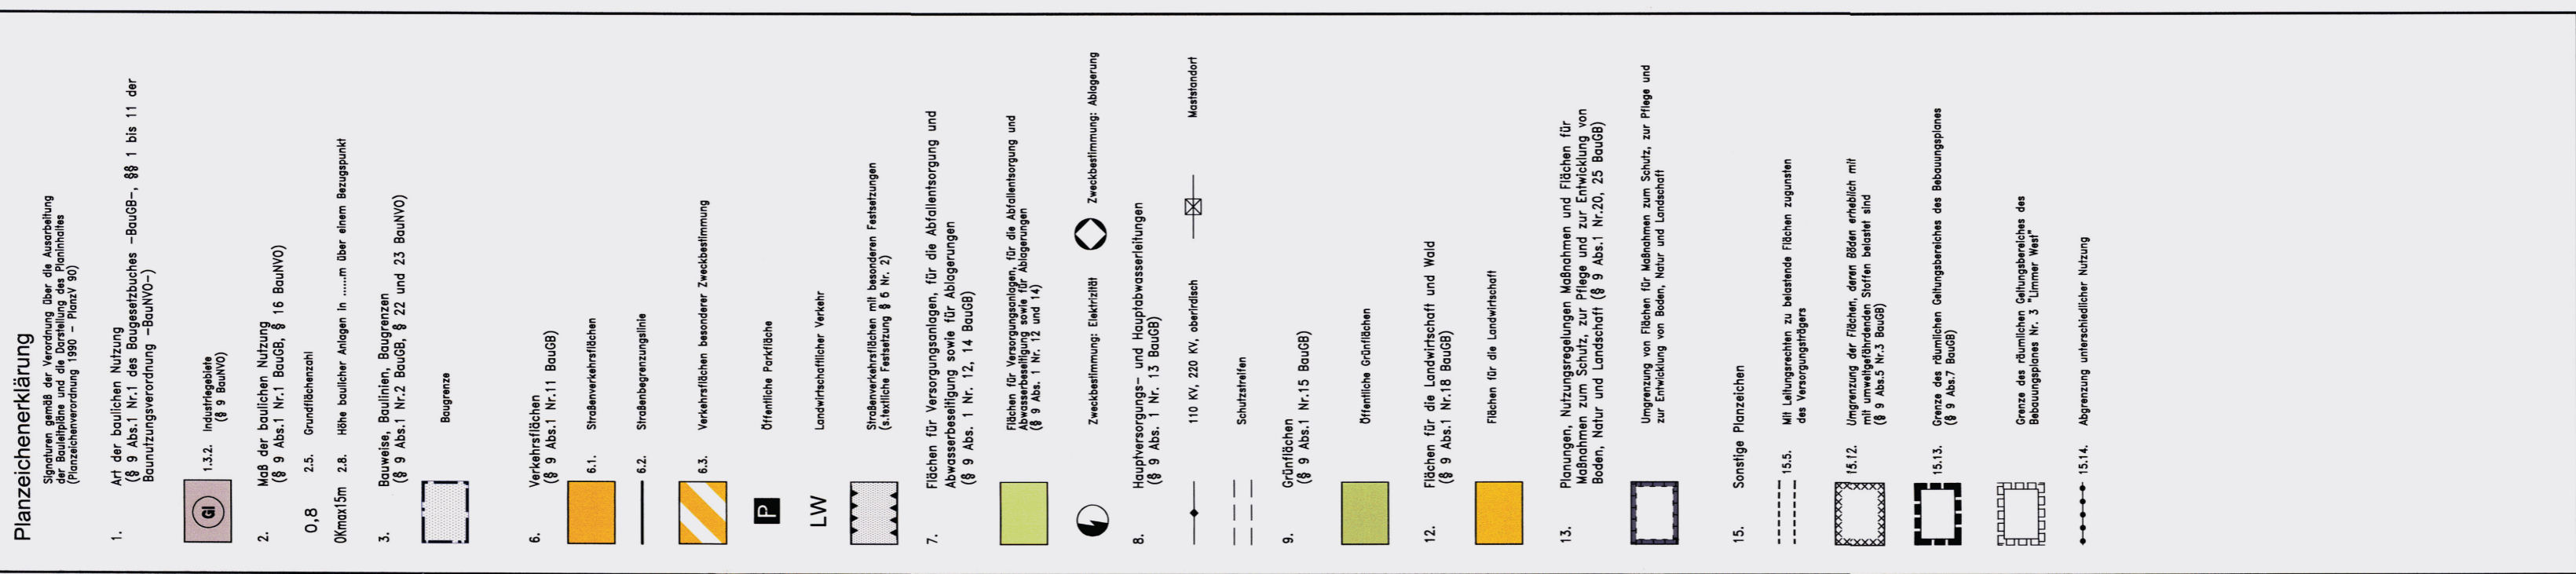 Planzeichenerklärung
Signaturen gemäß der Verordnung über die Ausarbeitung
der Bauleitpläne und die Darstellung des Planinhaltes
(Planzeichenverordnung 1990 – PlanzV 90)
1. Art der baulichen Nutzung
(§ 9 Abs.1 Nr.1 des Baugesetzbuches –BauGB–, §§ 1 bis 11 der
Baunutzungsverordnung –BauNVO–)
GI 1.3.2. Industriegebiete
(§ 9 BauNVO)
2. Maß der baulichen Nutzung
(§ 9 Abs.1 Nr.1 BauGB, § 16 BauNVO)
0,8 2.5. Grundflächenzahl
OKmax15m 2.8. Höhe baulicher Anlagen in ......m über einem Bezugspunkt
3. Bauweise, Baulinien, Baugrenzen
(§ 9 Abs.1 Nr.2 BauGB, § 22 und 23 BauNVO)
Baugrenze
6. Verkehrsflächen
(§ 9 Abs.1 Nr.11 BauGB)
6.1. Straßenverkehrsflächen
6.2. Straßenbegrenzungslinie
6.3. Verkehrsflächen besonderer Zweckbestimmung
P Öffentliche Parkfläche
LW Landwirtschaftlicher Verkehr
Straßenverkehrsflächen mit besonderen Festsetzungen
(s.textliche Festsetzung § 6 Nr. 2)
7. Flächen für Versorgungsanlagen, für die Abfallentsorgung und
Abwasserbeseitigung sowie für Ablagerungen
(§ 9 Abs. 1 Nr. 12, 14 BauGB)
Flächen für Versorgungsanlagen, für die Abfallentsorgung und
Abwasserbeseitigung sowie für Ablagerungen
(§ 9 Abs. 1 Nr. 12 und 14)
Zweckbestimmung: Elektrizität Zweckbestimmung: Ablagerung
8. Hauptversorgungs– und Hauptabwasserleitungen
(§ 9 Abs. 1 Nr. 13 BauGB)
110 KV, 220 KV, oberirdisch Maststandort
Schutzstreifen
9. Grünflächen
(§ 9 Abs.1 Nr.15 BauGB)
Öffentliche Grünflächen
12. Flächen für die Landwirtschaft und Wald
(§ 9 Abs.1 Nr.18 BauGB)
Flächen für die Landwirtschaft
13. Planungen, Nutzungsregelungen Maßnahmen und Flächen für
Maßnahmen zum Schutz, zur Pflege und zur Entwicklung von
Boden, Natur und Landschaft (§ 9 Abs.1 Nr.20, 25 BauGB)
Umgrenzung von Flächen für Maßnahmen zum Schutz, zur Pflege und
zur Entwicklung von Boden, Natur und Landschaft
15. Sonstige Planzeichen
15.5. Mit Leitungsrechten zu belastende Flächen zugunsten
des Versorgungsträgers
15.12. Umgrenzung der Flächen, deren Böden erheblich mit
mit umweltgefährdenden Stoffen belastet sind
(§ 9 Abs.5 Nr.3 BauGB)
15.13. Grenze des räumlichen Geltungsbereiches des Bebauungsplanes
(§ 9 Abs.7 BauGB)
Grenze des räumlichen Geltungsbereiches des
Bebauungsplanes Nr. 3 "Limmer West"
15.14. Abgrenzung unterschiedlicher Nutzung